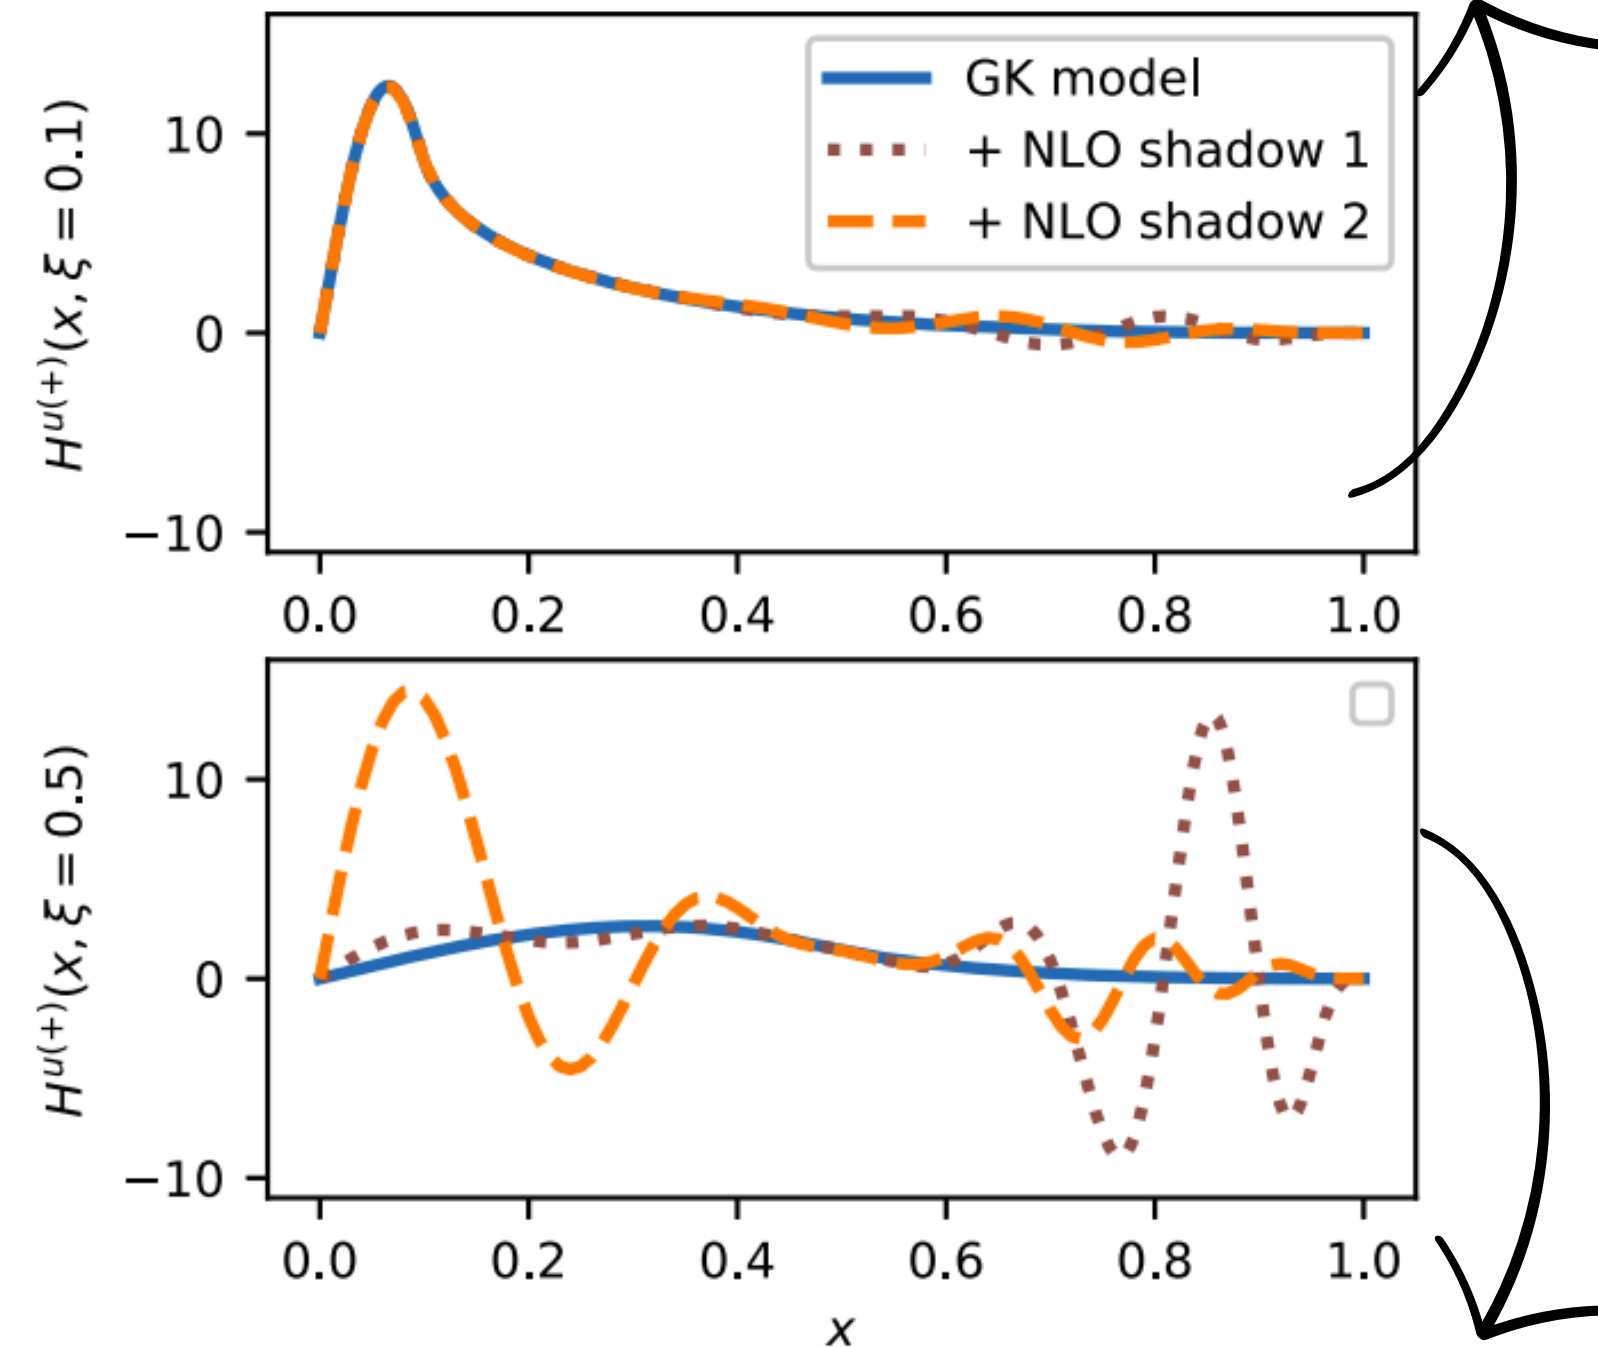 H^{u(+)}(x, ξ = 0.1)
10
0
−10
GK model
+ NLO shadow 1
+ NLO shadow 2
0.0 0.2 0.4 0.6 0.8 1.0
H^{u(+)}(x, ξ = 0.5)
10
0
−10
0.0 0.2 0.4 0.6 0.8 1.0
x